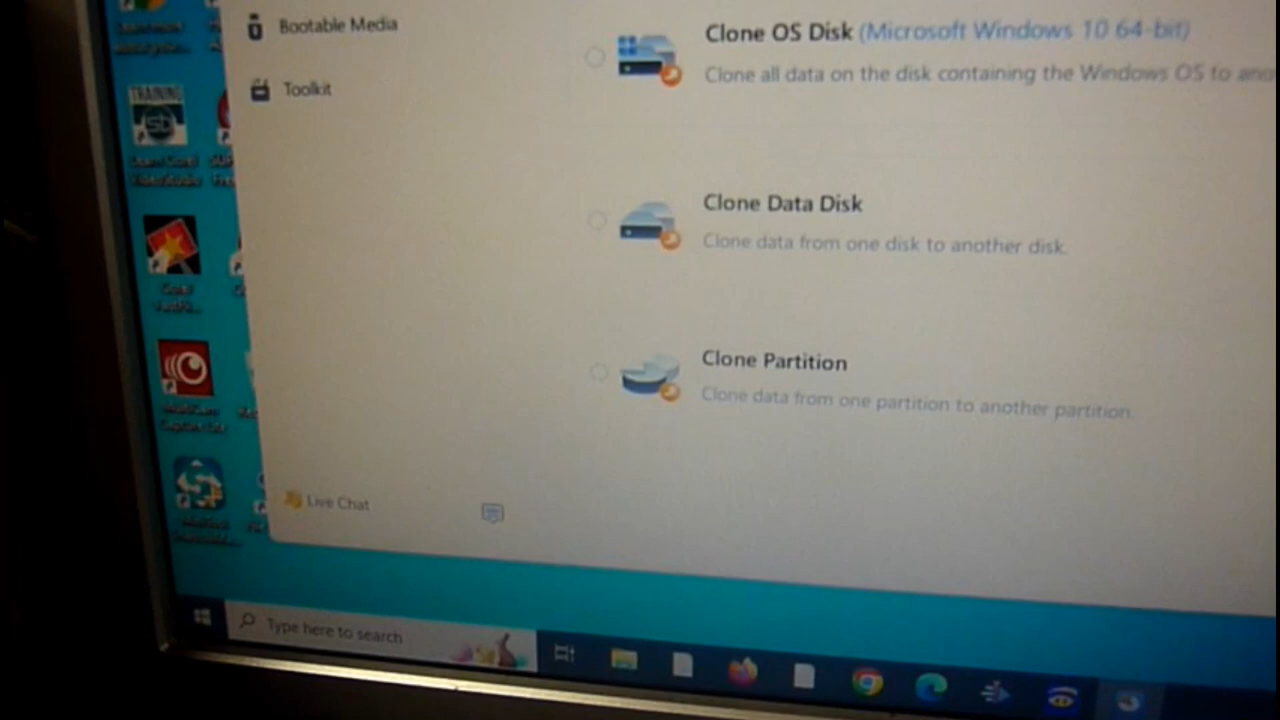 Bootable Media
Toolkit
Clone OS Disk (Microsoft Windows 10 64-bit)
Clone all data on the disk containing the Windows OS to
Clone Data Disk
Clone data from one disk to another disk.
Clone Partition
Clone data from one partition to another partition.
Live Chat
TRAINING
Type here to search